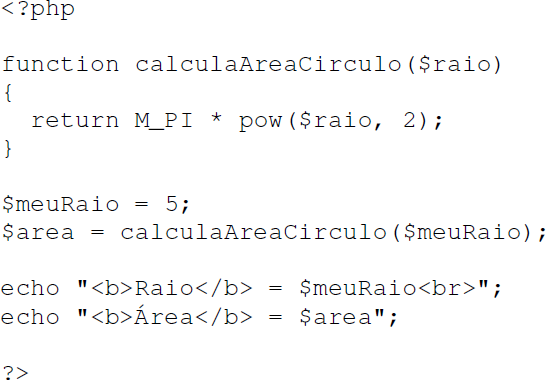 <?php
function calculaAreaCirculo($raio)
{
  return M_PI * pow($raio, 2);
}
$meuRaio = 5;
$area = calculaAreaCirculo($meuRaio);
echo "<b>Raio</b> = $meuRaio<br>";
echo "<b>Área</b> = $area";
?>